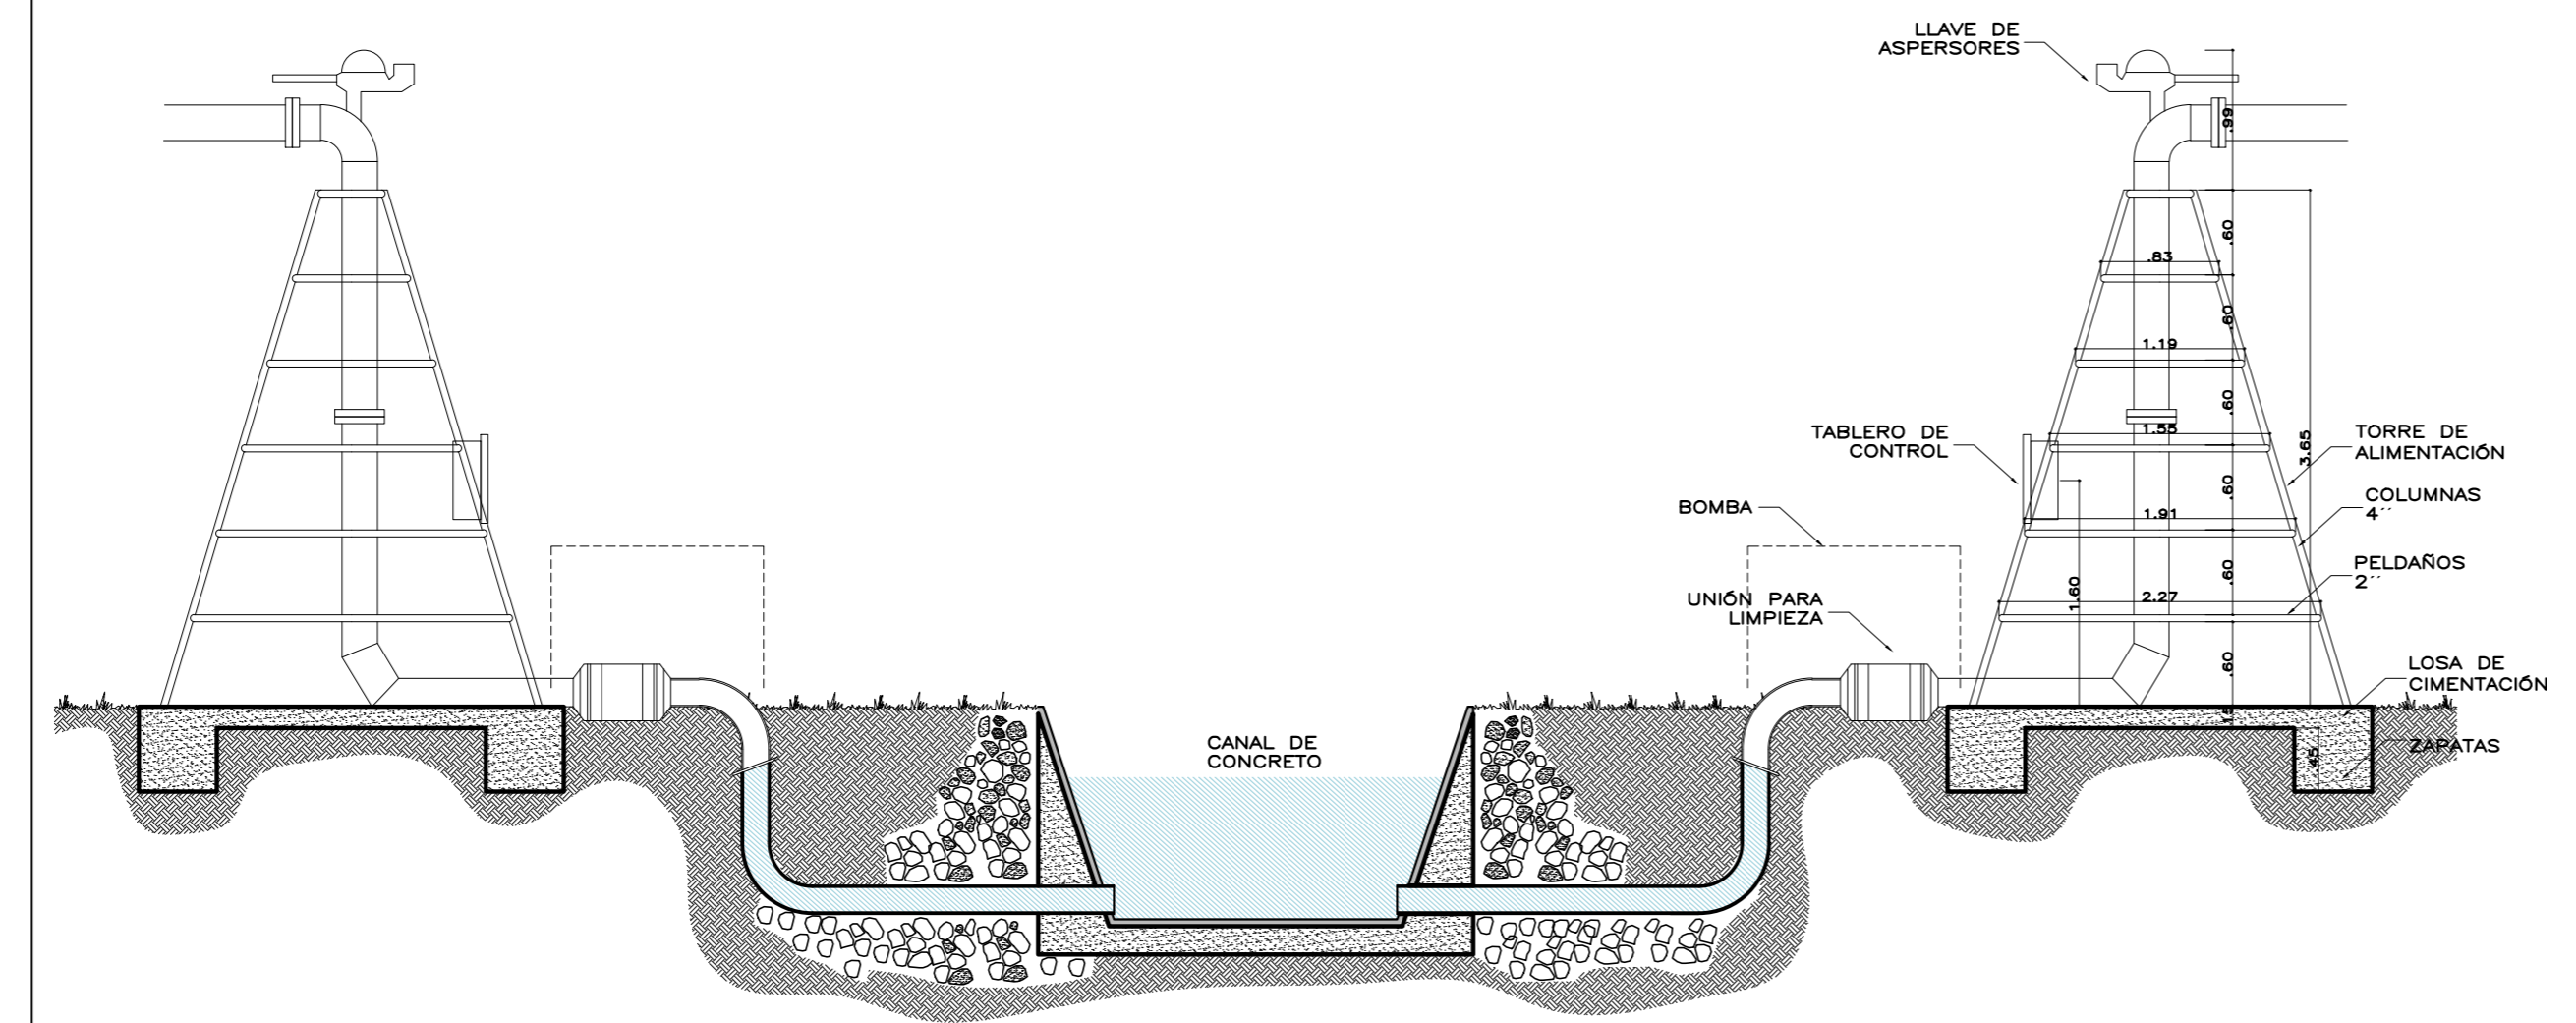 LLAVE DE
ASPERSORES
.99
.60
.83
.60
1.19
.60
1.55
TABLERO DE
CONTROL
3.65
TORRE DE
ALIMENTACIÓN
.60
1.91
COLUMNAS
4´´
BOMBA
.60
1.60
2.27
PELDAÑOS
2´´
UNIÓN PARA
LIMPIEZA
.60
LOSA DE
CIMENTACIÓN
.15
CANAL DE
CONCRETO
.45
ZAPATAS